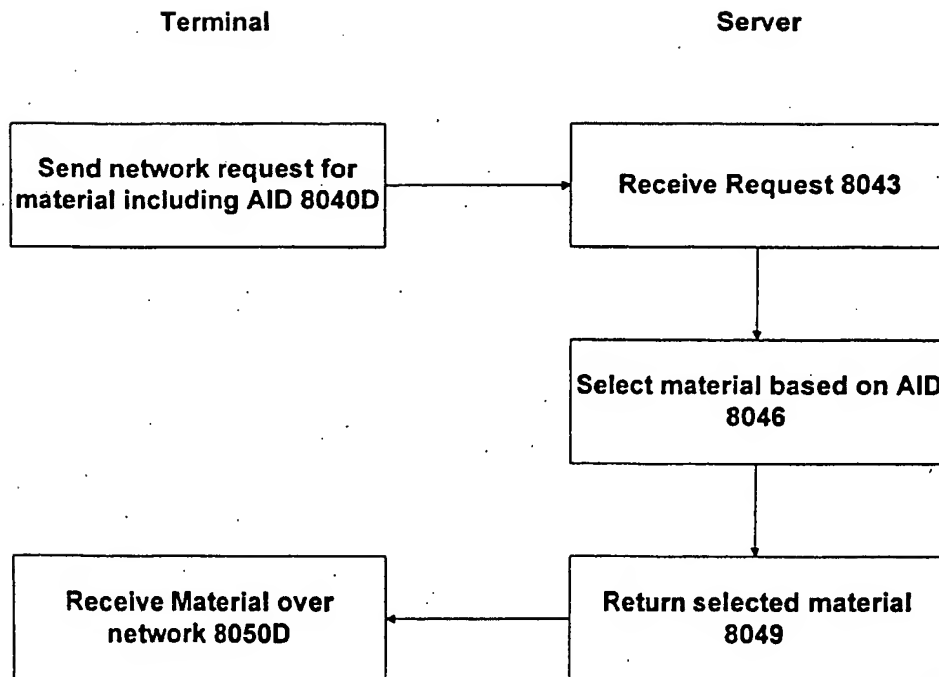 Terminal
Server
Send network request for
material including AID 8040D
Receive Request 8043
Select material based on AID
8046
Receive Material over
network 8050D
Return selected material
8049